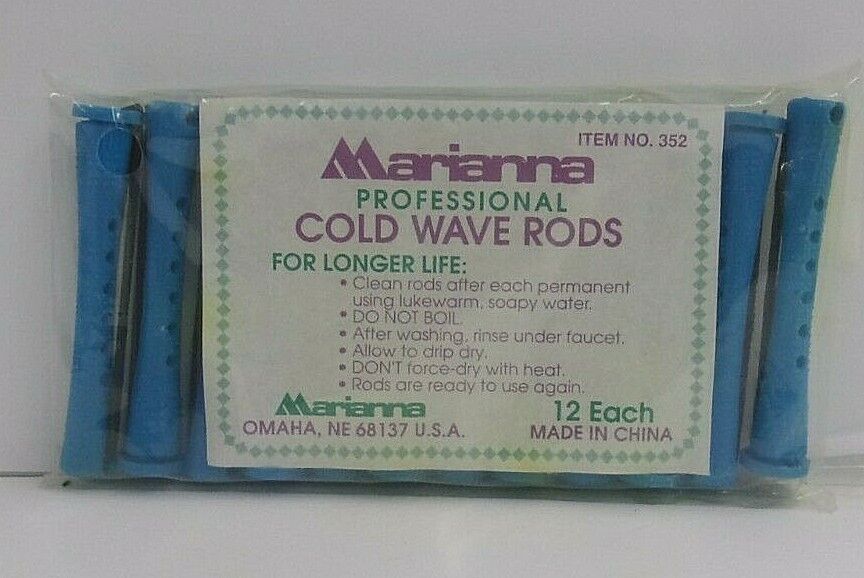 ITEM NO. 352
Marianna
PROFESSIONAL
COLD WAVE RODS
FOR LONGER LIFE:
• Clean rods after each permanent
using lukewarm, soapy water.
• DO NOT BOIL.
• After washing, rinse under faucet.
• Allow to drip dry.
• DON'T force-dry with heat.
• Rods are ready to use again.
Marianna
OMAHA, NE 68137 U.S.A.
12 Each
MADE IN CHINA